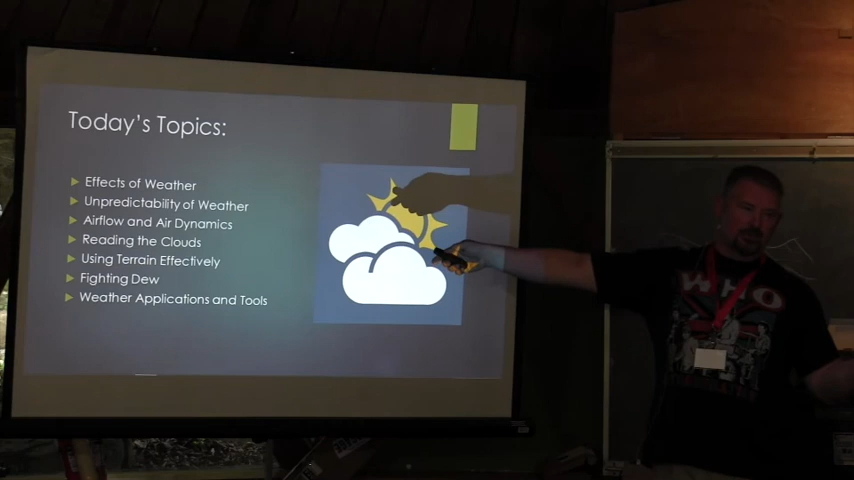 Today's Topics:
Effects of Weather
Unpredictability of Weather
Airflow and Air Dynamics
Reading the Clouds
Using Terrain Effectively
Fighting Dew
Weather Applications and Tools
WHO